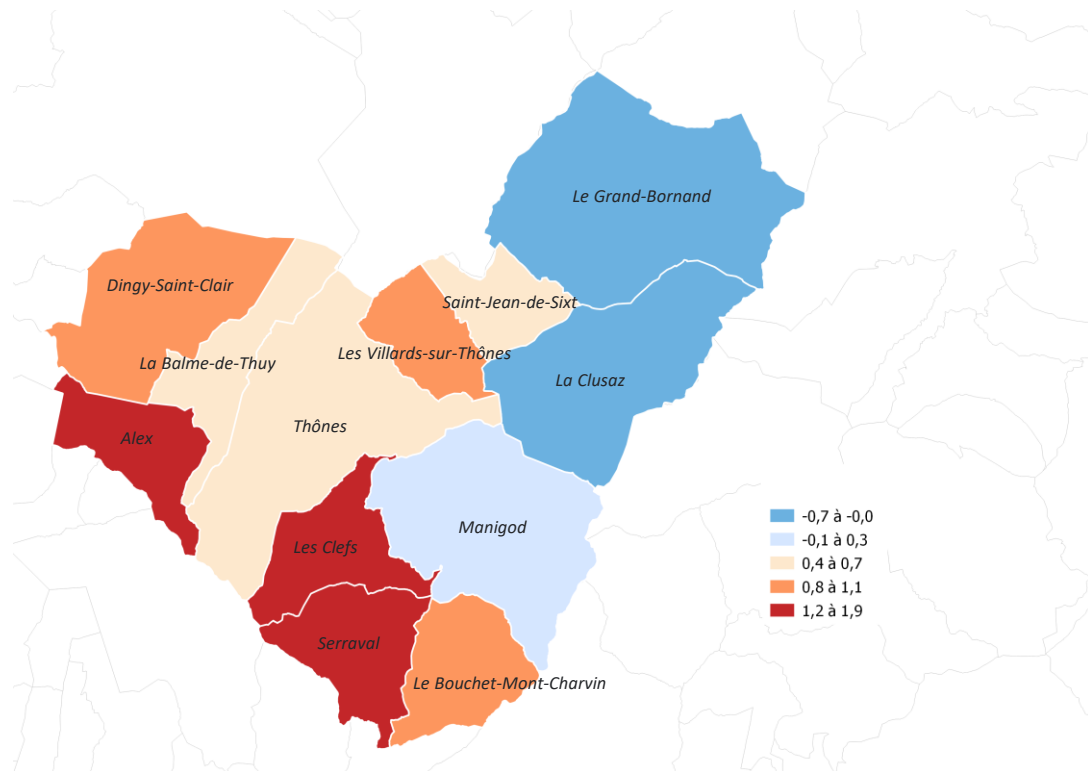 Le Grand-Bornand
Dingy-Saint-Clair
Saint-Jean-de-Sixt
La Balme-de-Thuy
Les Villards-sur-Thônes
La Clusaz
Alex
Thônes
Manigod
Les Clefs
Serraval
Le Bouchet-Mont-Charvin
-0,7 à -0,0
-0,1 à 0,3
0,4 à 0,7
0,8 à 1,1
1,2 à 1,9